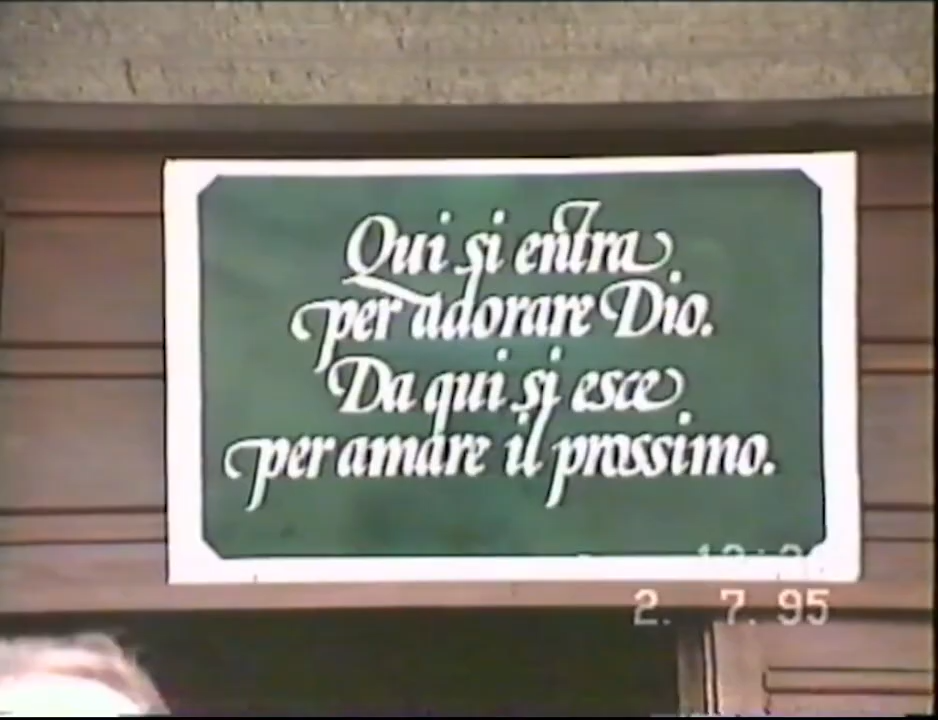 Qui si entra
per adorare Dio.
Da qui si esce
per amare il prossimo.
2. 7. 95